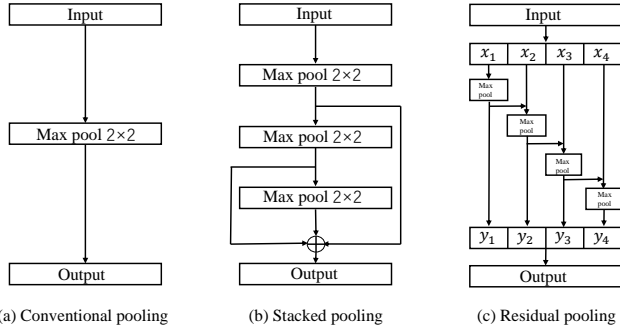 Input
Max pool 2×2
Output
(a) Conventional pooling
Input
Max pool 2×2
Max pool 2×2
Max pool 2×2
Output
(b) Stacked pooling
Input
x₁ x₂ x₃ x₄
Max
pool
Max
pool
Max
pool
Max
pool
y₁ y₂ y₃ y₄
Output
(c) Residual pooling